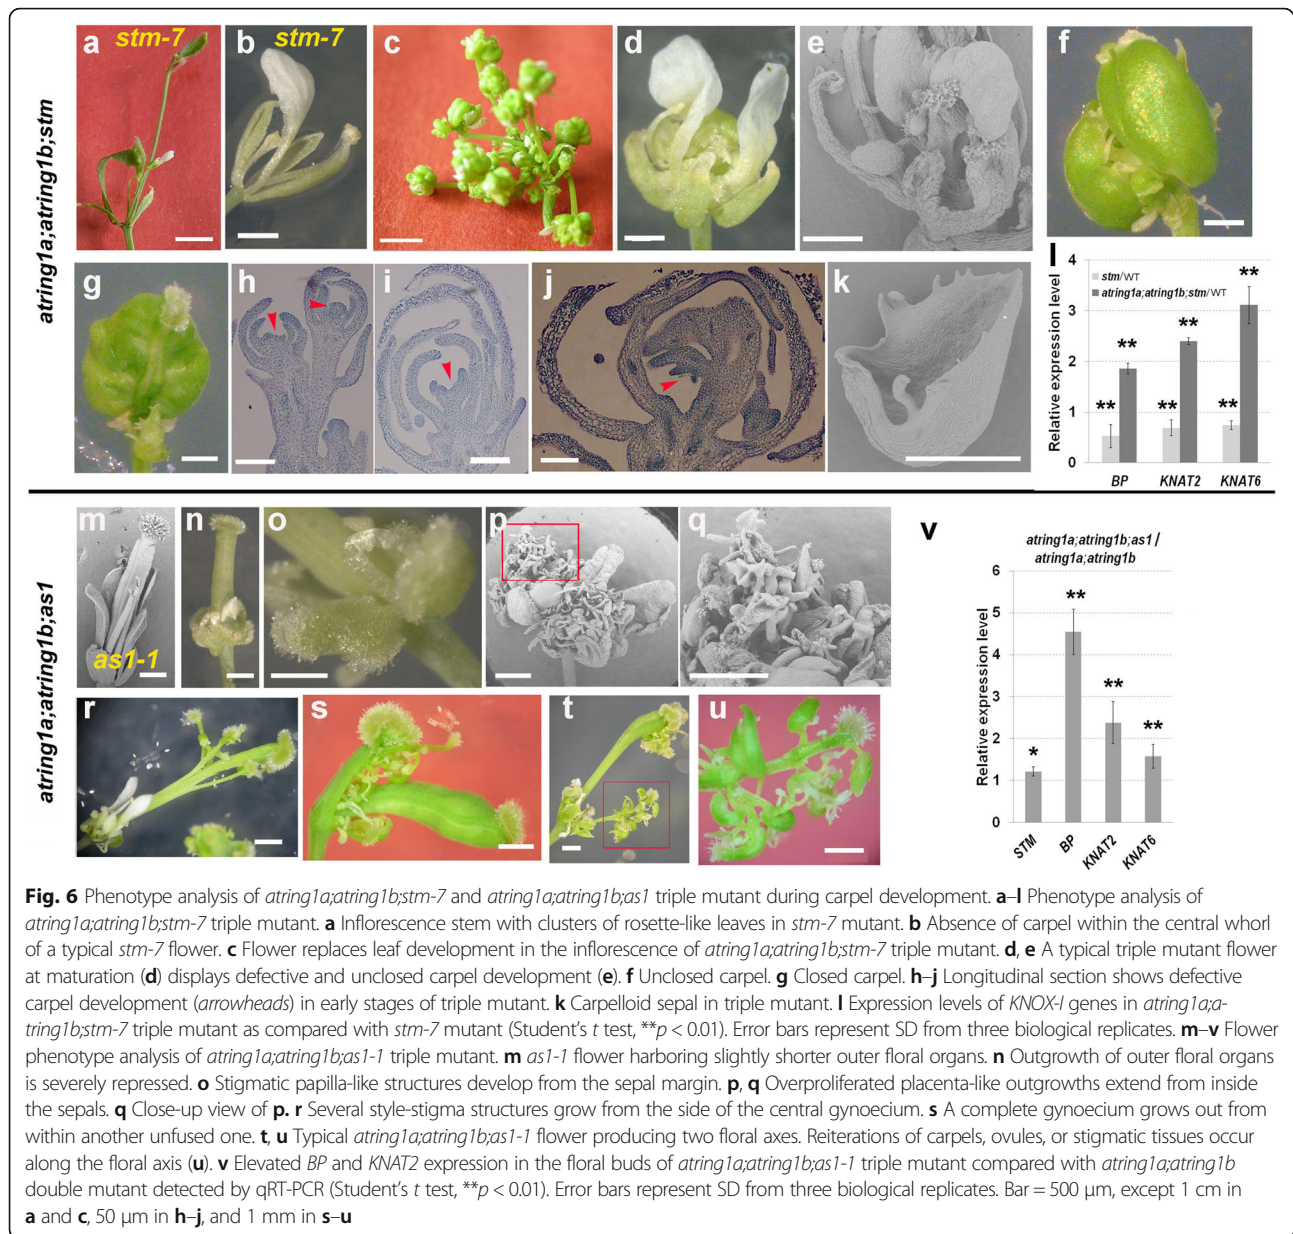 atring1a;atring1b;stm
a stm-7
b stm-7
c
d
e
f
g
h
i
j
k
l
4
3
2
1
0
Relative expression level
stm/WT
atring1a;atring1b;stm/WT
**
**
**
**
**
**
BP KNAT2 KNAT6
atring1a;atring1b;as1
m
as1-1
n
o
p
q
r
s
t
u
v
atring1a;atring1b;as1 /
atring1a;atring1b
6
5
4
3
2
1
0
Relative expression level
*
**
**
**
STM BP KNAT2 KNAT6
Fig. 6 Phenotype analysis of atring1a;atring1b;stm-7 and atring1a;atring1b;as1 triple mutant during carpel development. a–l Phenotype analysis of
atring1a;atring1b;stm-7 triple mutant. a Inflorescence stem with clusters of rosette-like leaves in stm-7 mutant. b Absence of carpel within the central whorl
of a typical stm-7 flower. c Flower replaces leaf development in the inflorescence of atring1a;atring1b;stm-7 triple mutant. d, e A typical triple mutant flower
at maturation (d) displays defective and unclosed carpel development (e). f Unclosed carpel. g Closed carpel. h–j Longitudinal section shows defective
carpel development (arrowheads) in early stages of triple mutant. k Carpelloid sepal in triple mutant. l Expression levels of KNOX-I genes in atring1a;a-
tring1b;stm-7 triple mutant as compared with stm-7 mutant (Student's t test, **p < 0.01). Error bars represent SD from three biological replicates. m–v Flower
phenotype analysis of atring1a;atring1b;as1-1 triple mutant. m as1-1 flower harboring slightly shorter outer floral organs. n Outgrowth of outer floral organs
is severely repressed. o Stigmatic papilla-like structures develop from the sepal margin. p, q Overproliferated placenta-like outgrowths extend from inside
the sepals. q Close-up view of p. r Several style-stigma structures grow from the side of the central gynoecium. s A complete gynoecium grows out from
within another unfused one. t, u Typical atring1a;atring1b;as1-1 flower producing two floral axes. Reiterations of carpels, ovules, or stigmatic tissues occur
along the floral axis (u). v Elevated BP and KNAT2 expression in the floral buds of atring1a;atring1b;as1-1 triple mutant compared with atring1a;atring1b
double mutant detected by qRT-PCR (Student's t test, **p < 0.01). Error bars represent SD from three biological replicates. Bar = 500 μm, except 1 cm in
a and c, 50 μm in h–j, and 1 mm in s–u